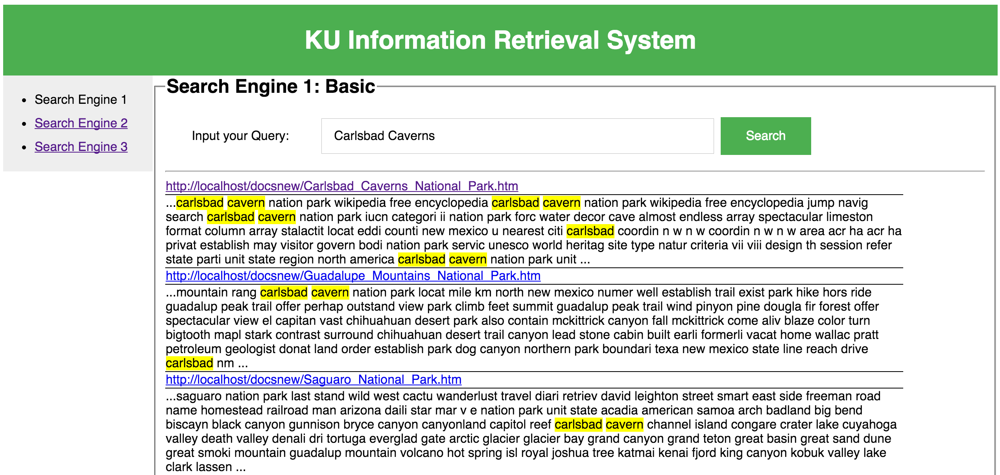 KU Information Retrieval System
Search Engine 1
Search Engine 2
Search Engine 3
Search Engine 1: Basic
Input your Query:
Carlsbad Caverns
Search
http://localhost/docsnew/Carlsbad_Caverns_National_Park.htm
...carlsbad cavern nation park wikipedia free encyclopedia carlsbad cavern nation park wikipedia free encyclopedia jump navig
search carlsbad cavern nation park iucn categori ii nation park forc water decor cave almost endless array spectacular limeston
format column array stalactit locat eddi counti new mexico u nearest citi carlsbad coordin n w n w coordin n w n w area acr ha acr ha
privat establish may visitor govern bodi nation park servic unesco world heritag site type natur criteria vii viii design th session refer
state parti unit state region north america carlsbad cavern nation park unit ...
http://localhost/docsnew/Guadalupe_Mountains_National_Park.htm
...mountain rang carlsbad cavern nation park locat mile km north new mexico numer well establish trail exist park hike hors ride
guadalup peak trail offer perhap outstand view park climb feet summit guadalup peak trail wind pinyon pine dougla fir forest offer
spectacular view el capitan vast chihuahuan desert park also contain mckittrick canyon fall mckittrick come aliv blaze color turn
bigtooth mapl stark contrast surround chihuahuan desert trail canyon lead stone cabin built earli formerli vacat home wallac pratt
petroleum geologist donat land order establish park dog canyon northern park boundari texa new mexico state line reach drive
carlsbad nm ...
http://localhost/docsnew/Saguaro_National_Park.htm
...saguaro nation park last stand wild west cactu wanderlust travel diari retriev david leighton street smart east side freeman road
name homestead railroad man arizona daili star mar v e nation park unit state acadia american samoa arch badland big bend
biscayn black canyon gunnison bryce canyon canyonland capitol reef carlsbad cavern channel island congare crater lake cuyahoga
valley death valley denali dri tortuga everglad gate arctic glacier glacier bay grand canyon grand teton great basin great sand dune
great smoki mountain guadalup mountain volcano hot spring isl royal joshua tree katmai kenai fjord king canyon kobuk valley lake
clark lassen ...